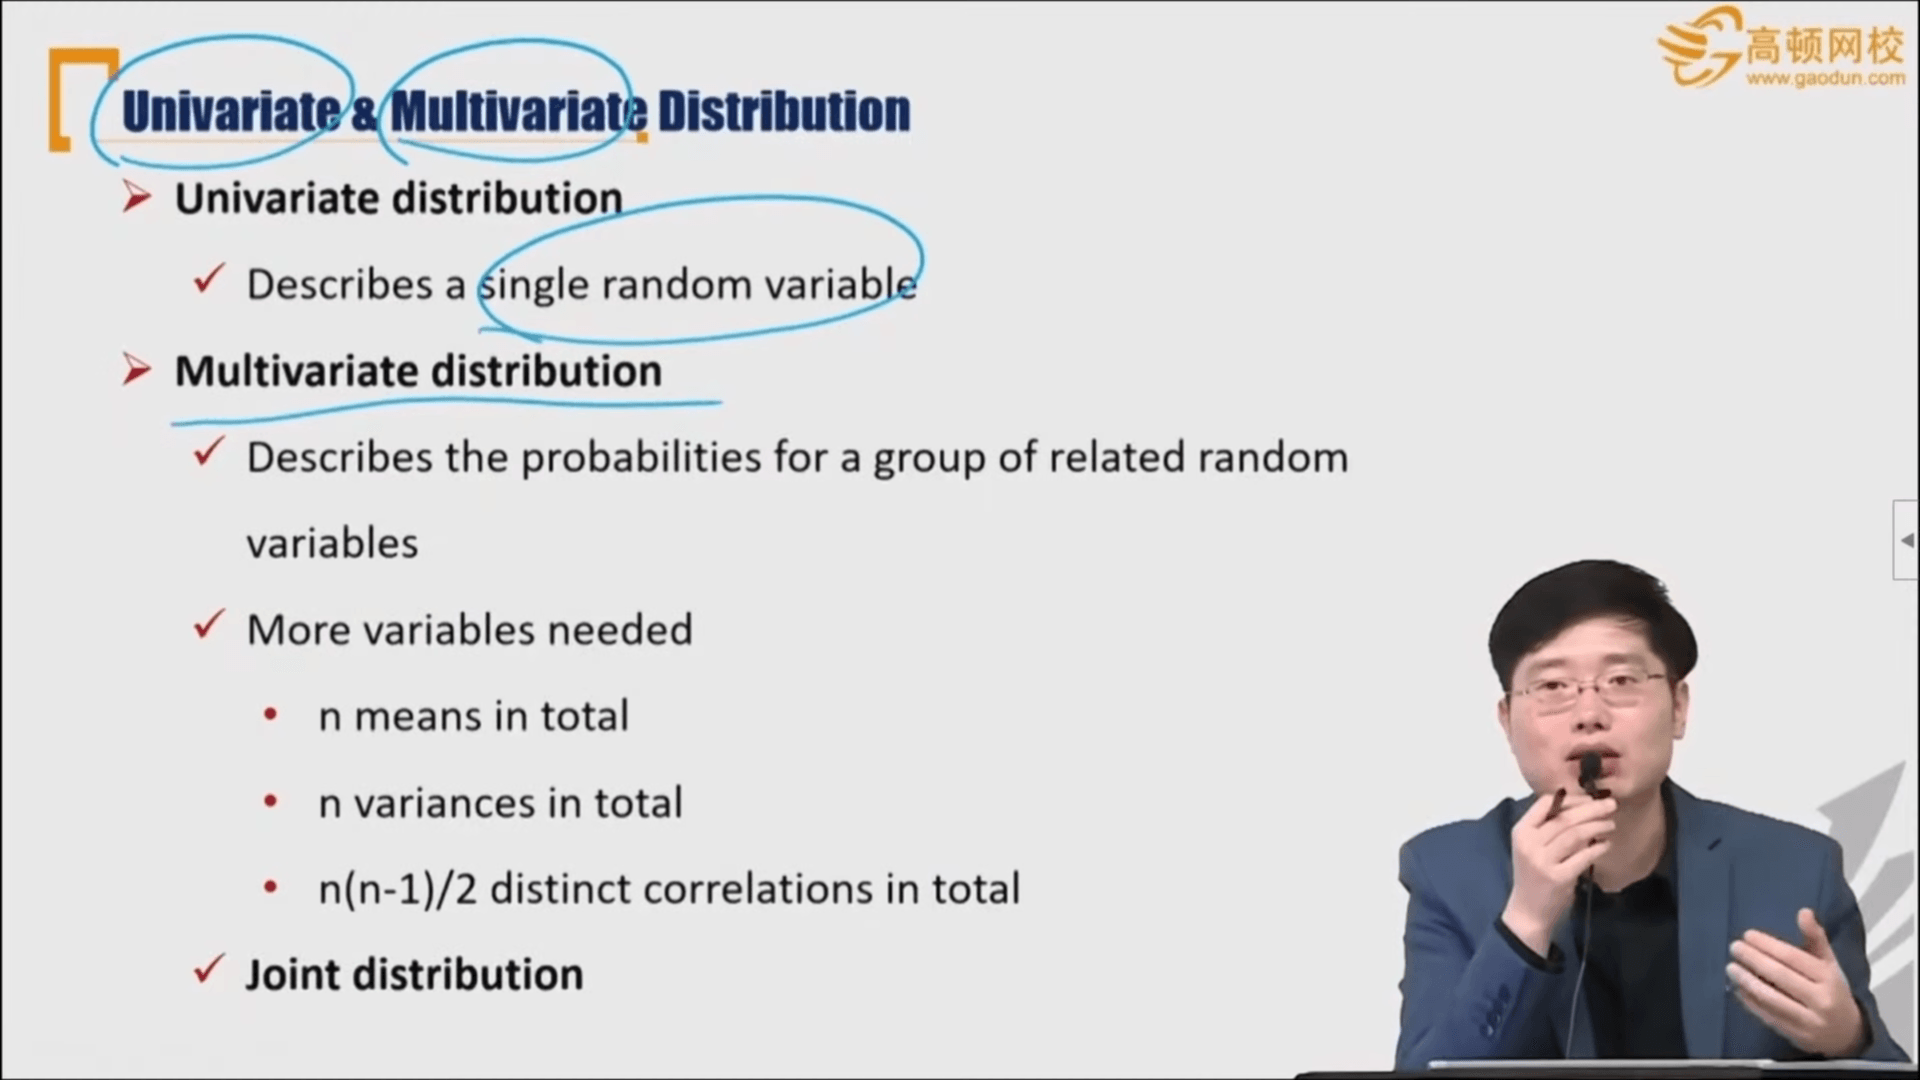 高顿网校
www.gaodun.com
Univariate & Multivariate Distribution
Univariate distribution
Describes a single random variable
Multivariate distribution
Describes the probabilities for a group of related random
variables
More variables needed
n means in total
n variances in total
n(n-1)/2 distinct correlations in total
Joint distribution